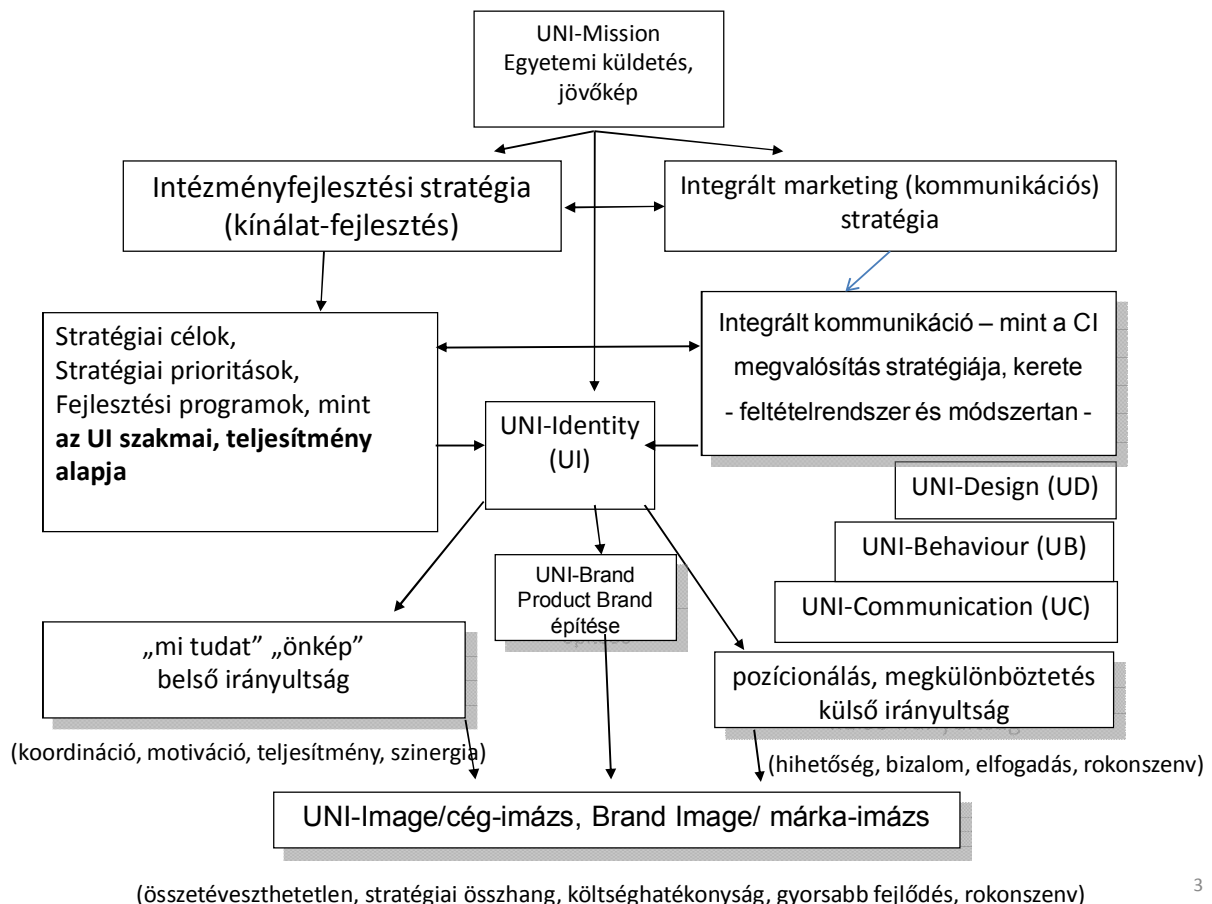 UNI-Mission
Egyetemi küldetés,
jövőkép
Intézményfejlesztési stratégia
(kínálat-fejlesztés)
Integrált marketing (kommunikációs)
stratégia
Stratégiai célok,
Stratégiai prioritások,
Fejlesztési programok, mint
az UI szakmai, teljesítmény
alapja
Integrált kommunikáció – mint a CI
megvalósítás stratégiája, kerete
- feltételrendszer és módszertan -
UNI-Identity
(UI)
UNI-Design (UD)
UNI-Behaviour (UB)
UNI-Communication (UC)
UNI-Brand
Product Brand
építése
„mi tudat” „önkép”
belső irányultság
pozícionálás, megkülönböztetés
külső irányultság
(koordináció, motiváció, teljesítmény, szinergia)
(hihetőség, bizalom, elfogadás, rokonszenv)
UNI-Image/cég-imázs, Brand Image/ márka-imázs
(összetéveszthetetlen, stratégiai összhang, költséghatékonyság, gyorsabb fejlődés, rokonszenv)
3